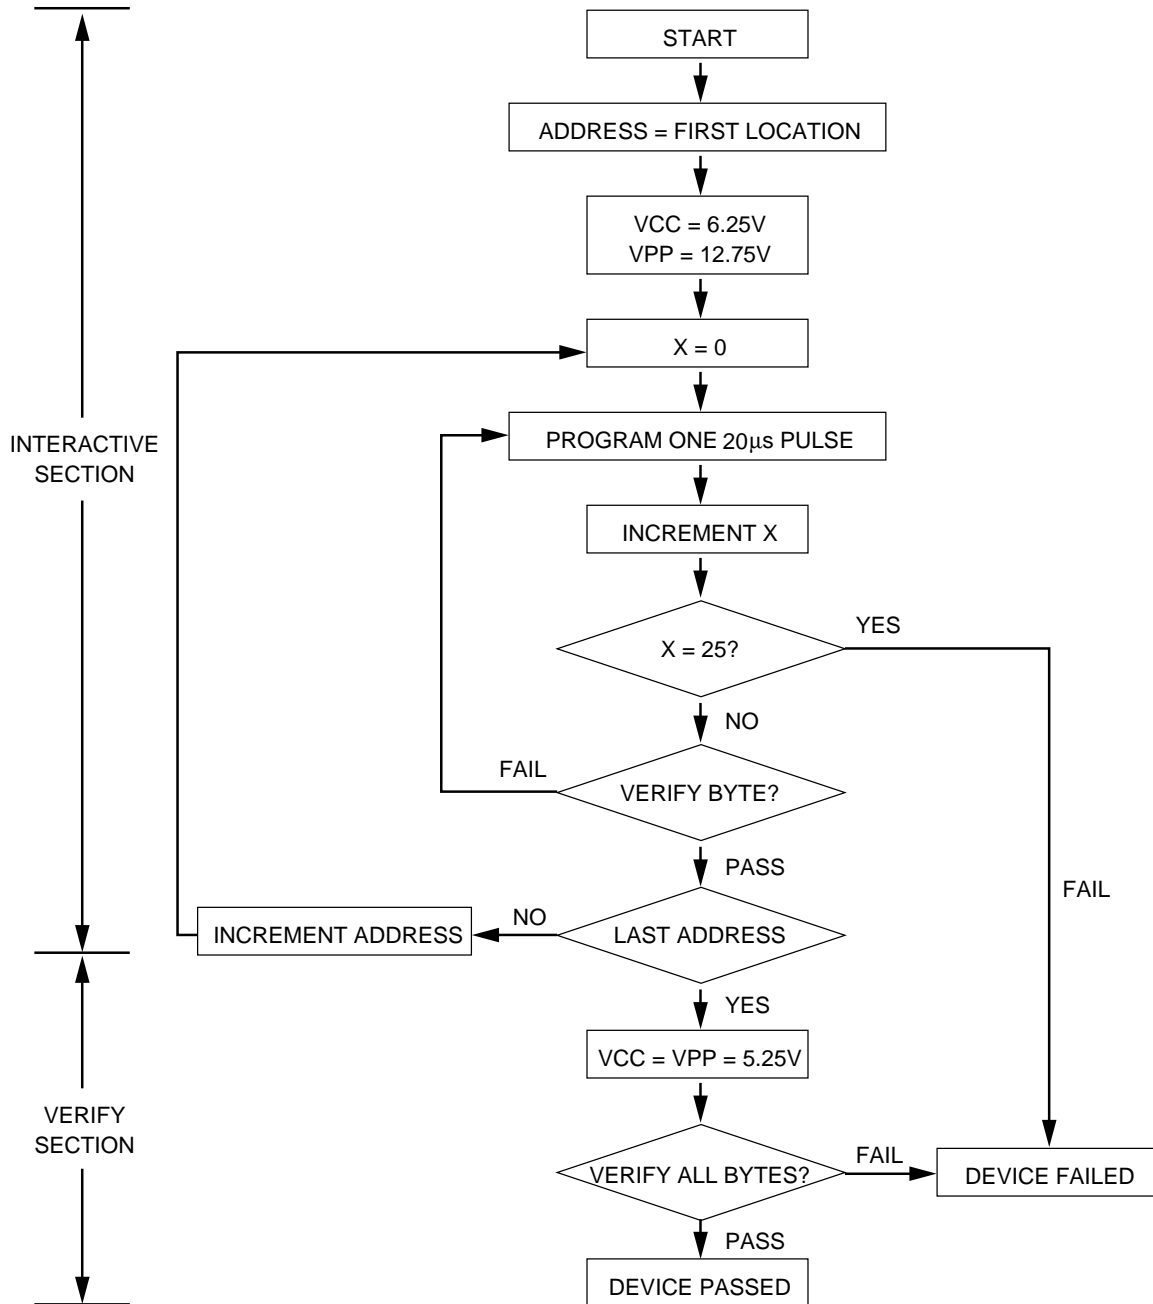 START
ADDRESS = FIRST LOCATION
VCC = 6.25V
VPP = 12.75V
X = 0
INTERACTIVE
SECTION
PROGRAM ONE 20µs PULSE
INCREMENT X
X = 25?
YES
NO
FAIL
VERIFY BYTE?
PASS
FAIL
INCREMENT ADDRESS
NO
LAST ADDRESS
YES
VCC = VPP = 5.25V
VERIFY
SECTION
VERIFY ALL BYTES?
FAIL
DEVICE FAILED
PASS
DEVICE PASSED